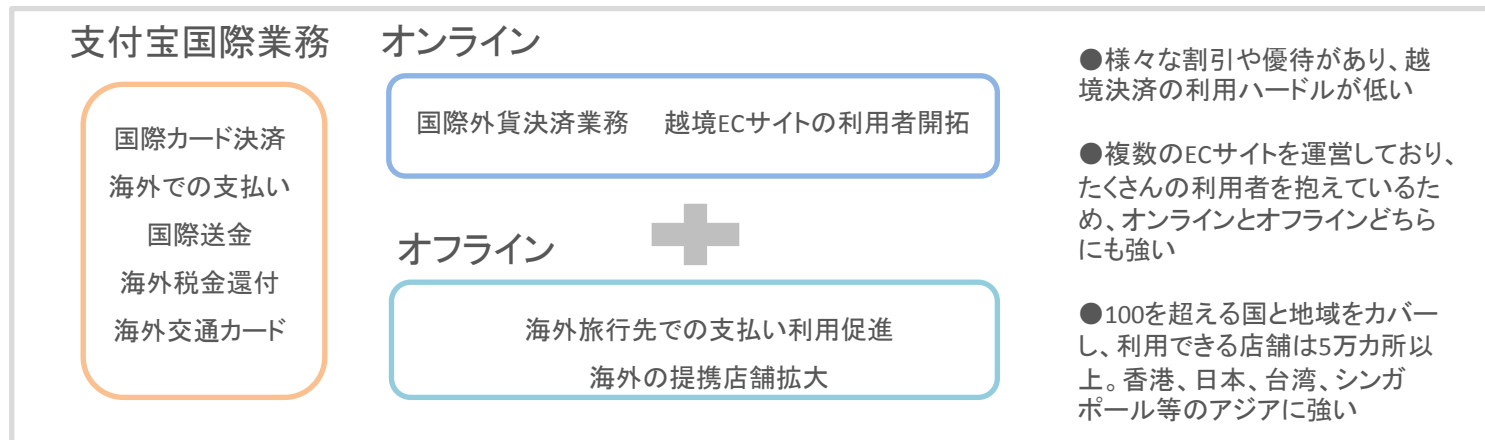 支付宝国際業務
国際カード決済
海外での支払い
国際送金
海外税金還付
海外交通カード
オンライン
国際外貨決済業務 越境ECサイトの利用者開拓
オフライン
海外旅行先での支払い利用促進
海外の提携店舗拡大
●様々な割引や優待があり、越
境決済の利用ハードルが低い
●複数のECサイトを運営しており、
たくさんの利用者を抱えているた
め、オンラインとオフラインどちら
にも強い
●100を超える国と地域をカバー
し、利用できる店舗は5万カ所以
上。香港、日本、台湾、シンガ
ポール等のアジアに強い